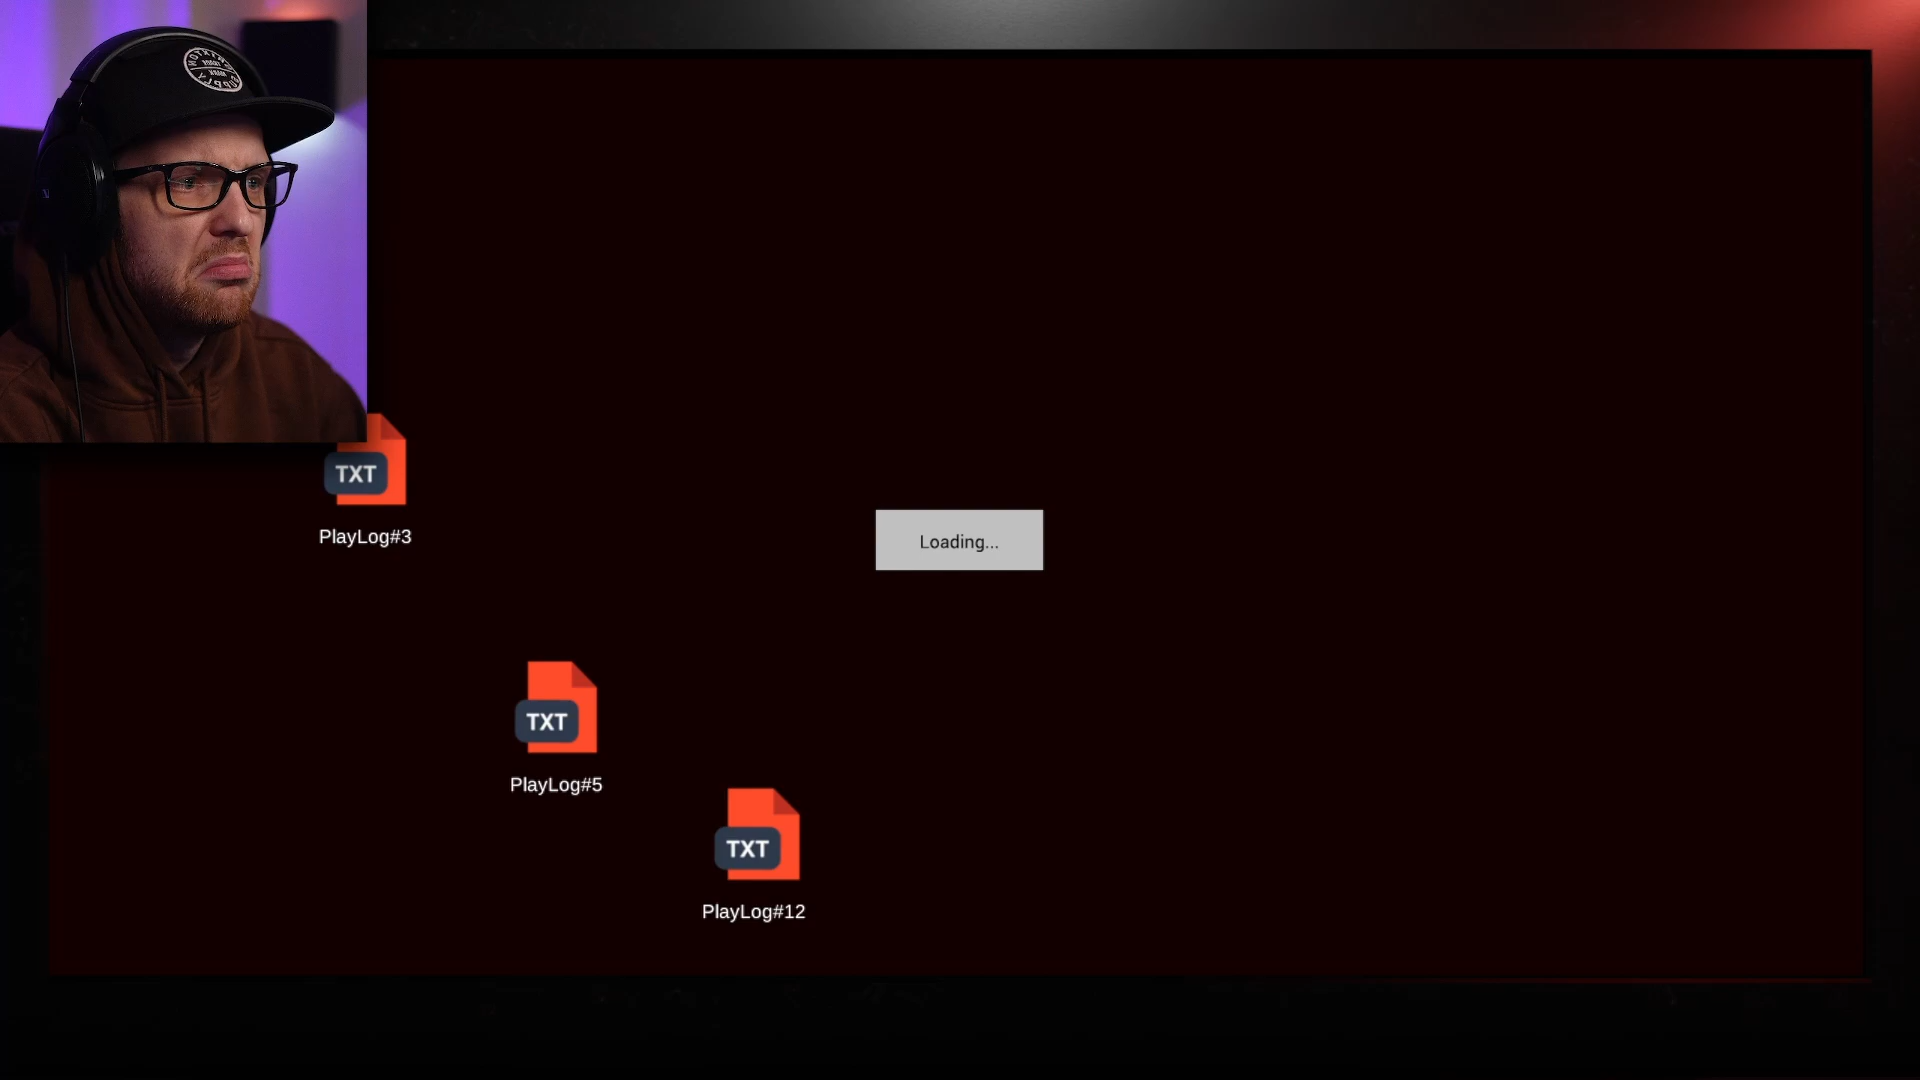 TXT
PlayLog#3
Loading...
TXT
PlayLog#5
TXT
PlayLog#12